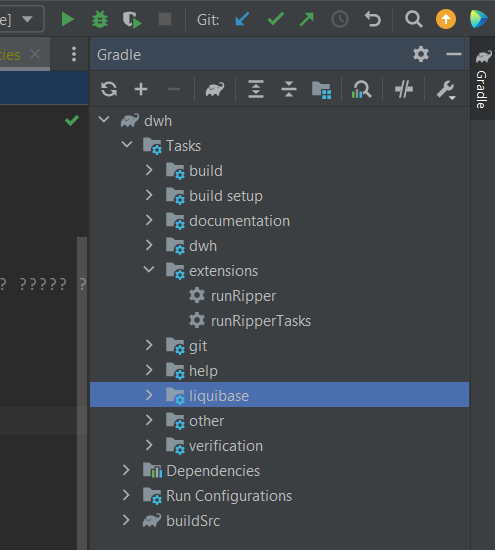 e]
Git:
ties
Gradle
Gradle
dwh
Tasks
build
build setup
documentation
dwh
extensions
? ????? ?
runRipper
runRipperTasks
git
help
liquibase
other
verification
Dependencies
Run Configurations
buildSrc